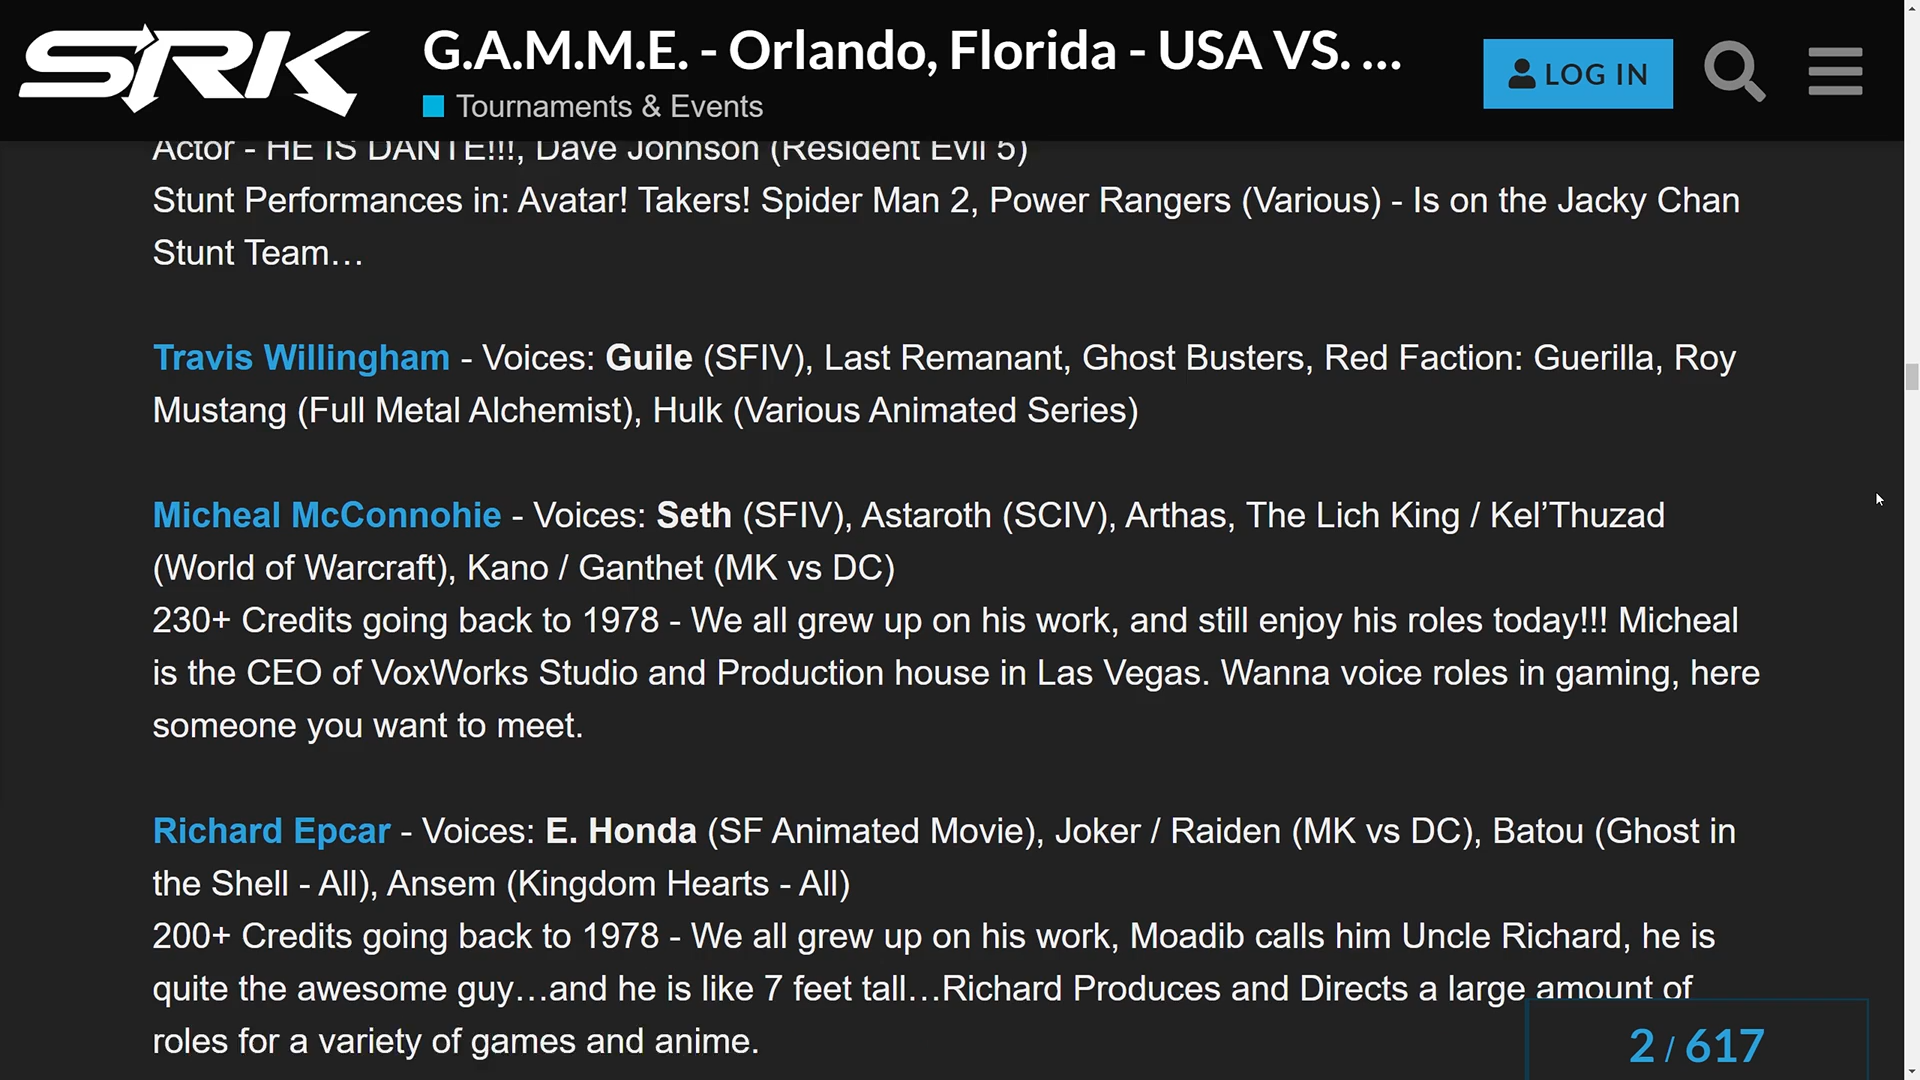 SRK
G.A.M.M.E. - Orlando, Florida - USA VS. ...
LOG IN
Tournaments & Events
Actor - HE IS DANTE!!!, Dave Johnson (Resident Evil 5)
Stunt Performances in: Avatar! Takers! Spider Man 2, Power Rangers (Various) - Is on the Jacky Chan
Stunt Team…
Travis Willingham - Voices: Guile (SFIV), Last Remanant, Ghost Busters, Red Faction: Guerilla, Roy
Mustang (Full Metal Alchemist), Hulk (Various Animated Series)
Micheal McConnohie - Voices: Seth (SFIV), Astaroth (SCIV), Arthas, The Lich King / Kel’Thuzad
(World of Warcraft), Kano / Ganthet (MK vs DC)
230+ Credits going back to 1978 - We all grew up on his work, and still enjoy his roles today!!! Micheal
is the CEO of VoxWorks Studio and Production house in Las Vegas. Wanna voice roles in gaming, here
someone you want to meet.
Richard Epcar - Voices: E. Honda (SF Animated Movie), Joker / Raiden (MK vs DC), Batou (Ghost in
the Shell - All), Ansem (Kingdom Hearts - All)
200+ Credits going back to 1978 - We all grew up on his work, Moadib calls him Uncle Richard, he is
quite the awesome guy…and he is like 7 feet tall…Richard Produces and Directs a large amount of
roles for a variety of games and anime.
2 / 617